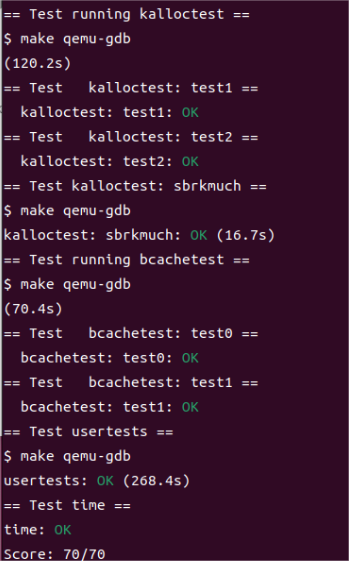 == Test running kalloctest ==
$ make qemu-gdb
(120.2s)
== Test   kalloctest: test1 ==
  kalloctest: test1: OK
== Test   kalloctest: test2 ==
  kalloctest: test2: OK
== Test kalloctest: sbrkmuch ==
$ make qemu-gdb
kalloctest: sbrkmuch: OK (16.7s)
== Test running bcachetest ==
$ make qemu-gdb
(70.4s)
== Test   bcachetest: test0 ==
  bcachetest: test0: OK
== Test   bcachetest: test1 ==
  bcachetest: test1: OK
== Test usertests ==
$ make qemu-gdb
usertests: OK (268.4s)
== Test time ==
time: OK
Score: 70/70